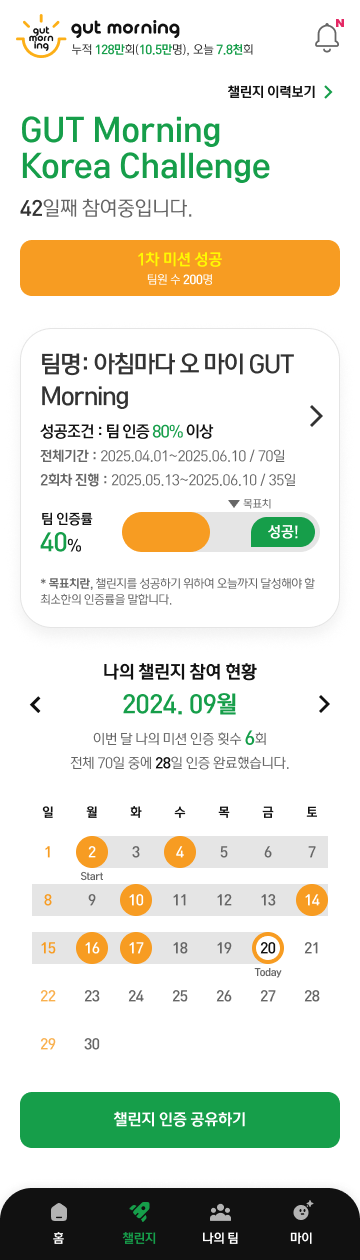 gut
morn
ing
gut morning
누적 128만회(10.5만명), 오늘 7.8천회
N
챌린지 이력보기
GUT Morning
Korea Challenge
42일째 참여중입니다.
1차 미션 성공
팀원 수 200명
팀명: 아침마다 오 마이 GUT
Morning
성공조건 : 팀 인증 80% 이상
전체기간 : 2025.04.01~2025.06.10 / 70일
2회차 진행 : 2025.05.13~2025.06.10 / 35일
목표치
팀 인증률
40%
성공!
* 목표치란, 챌린지를 성공하기 위하여 오늘까지 달성해야 할
최소한의 인증률을 말합니다.
나의 챌린지 참여 현황
2024. 09월
이번 달 나의 미션 인증 횟수 6회
전체 70일 중에 28일 인증 완료했습니다.
일 월 화 수 목 금 토
1 2 3 4 5 6 7
Start
8 9 10 11 12 13 14
15 16 17 18 19 20 21
Today
22 23 24 25 26 27 28
29 30
챌린지 인증 공유하기
홈 챌린지 나의 팀 마이